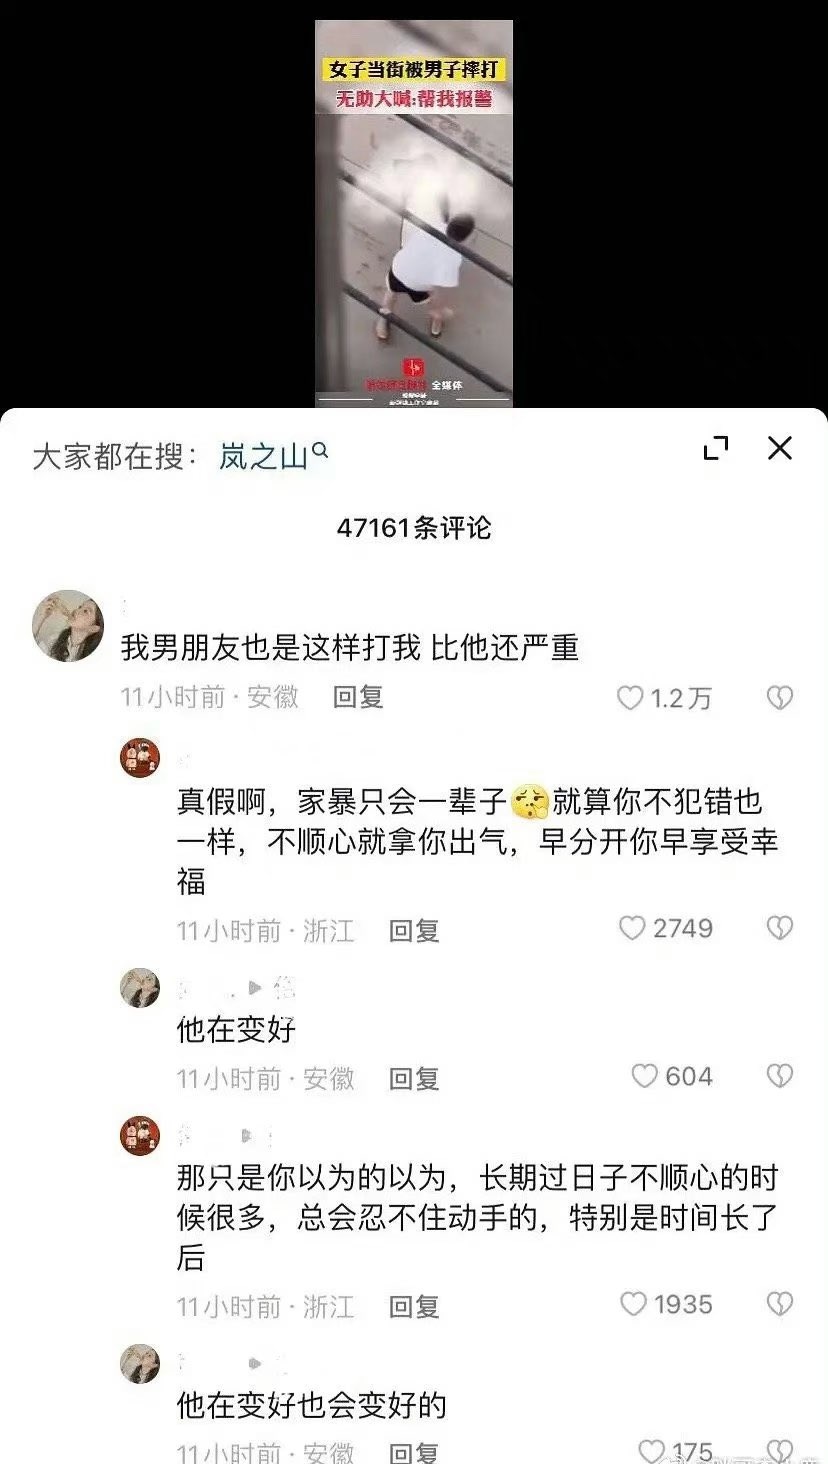 女子当街被男子摔打
无助大喊:帮我报警
全媒体
大家都在搜：岚之山
47161条评论
我男朋友也是这样打我 比他还严重
11小时前 · 安徽 回复 1.2万
真假啊，家暴只会一辈子就算你不犯错也
一样，不顺心就拿你出气，早分开你早享受幸
福
11小时前 · 浙江 回复 2749
他在变好
11小时前 · 安徽 回复 604
那只是你以为的以为，长期过日子不顺心的时
候很多，总会忍不住动手的，特别是时间长了
后
11小时前 · 浙江 回复 1935
他在变好也会变好的
11小时前 · 安徽 回复 175